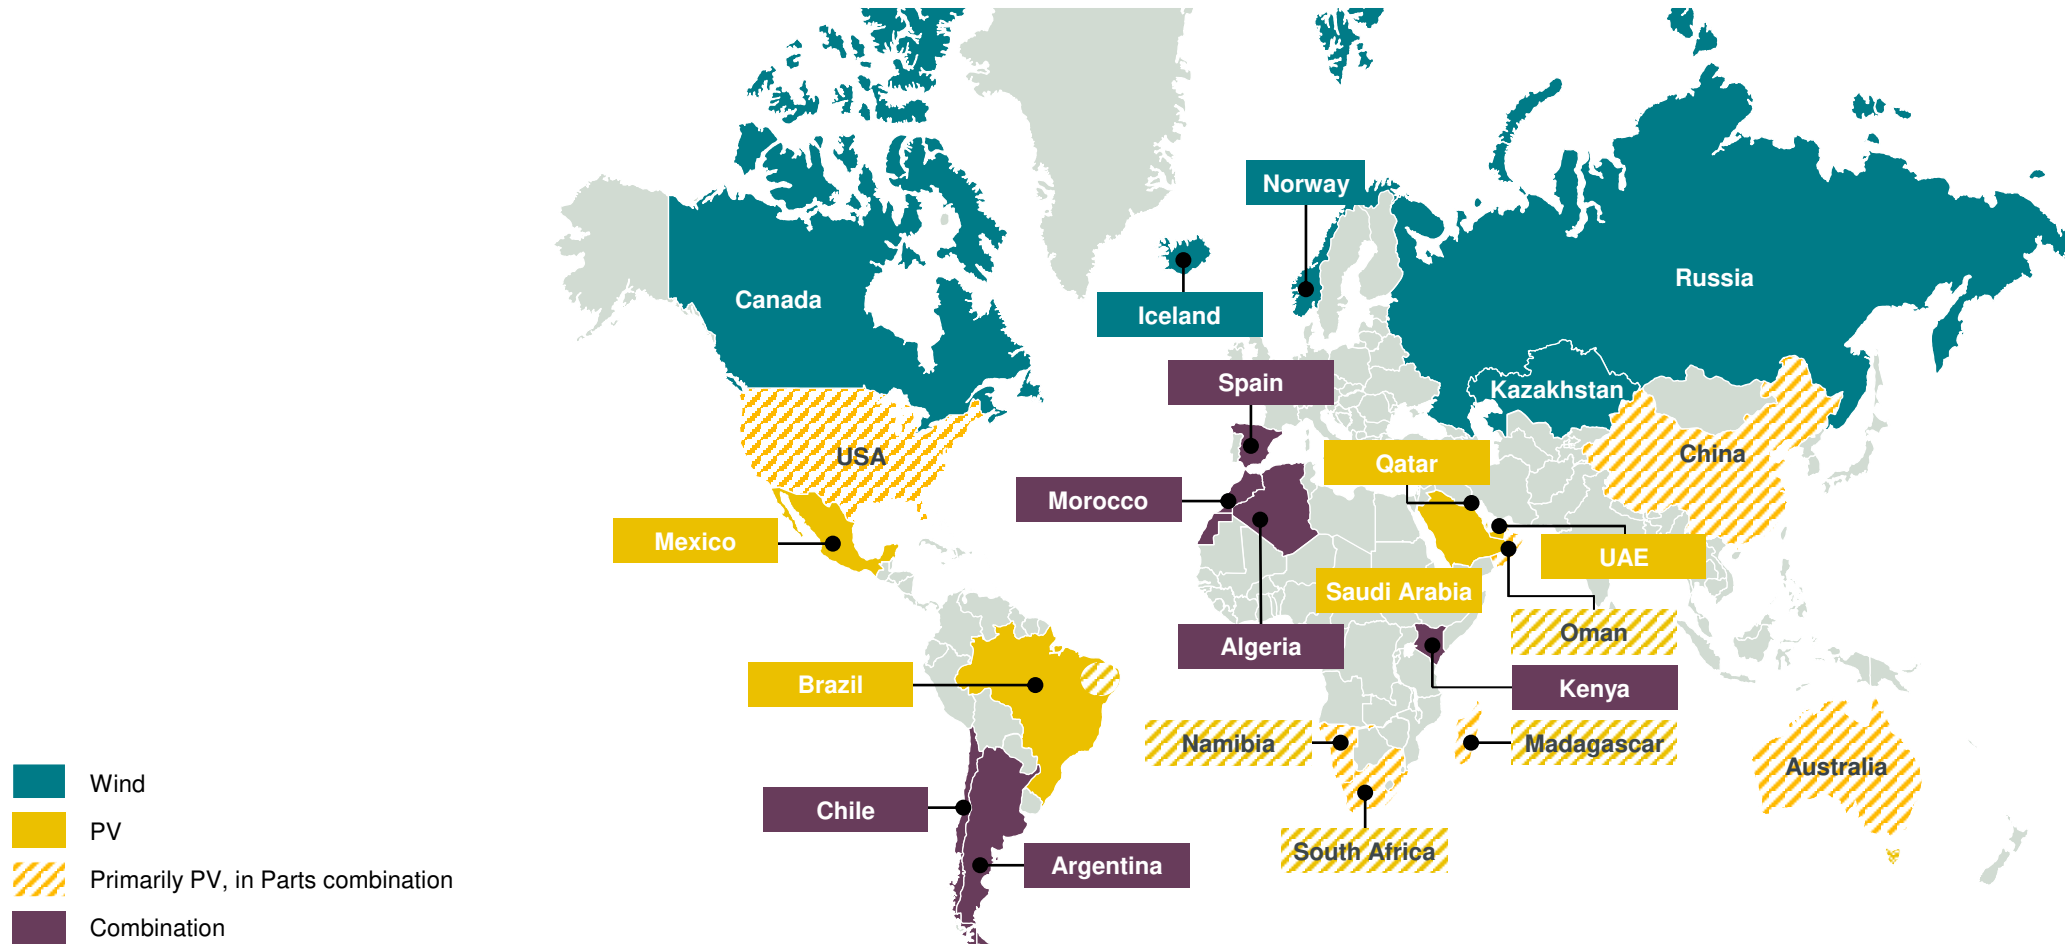 Norway
Russia
Canada
Iceland
Spain
Kazakhstan
USA
China
Qatar
Morocco
Mexico
UAE
Saudi Arabia
Oman
Algeria
Brazil
Kenya
Namibia
Madagascar
Australia
Chile
South Africa
Argentina
Wind
PV
Primarily PV, in Parts combination
Combination